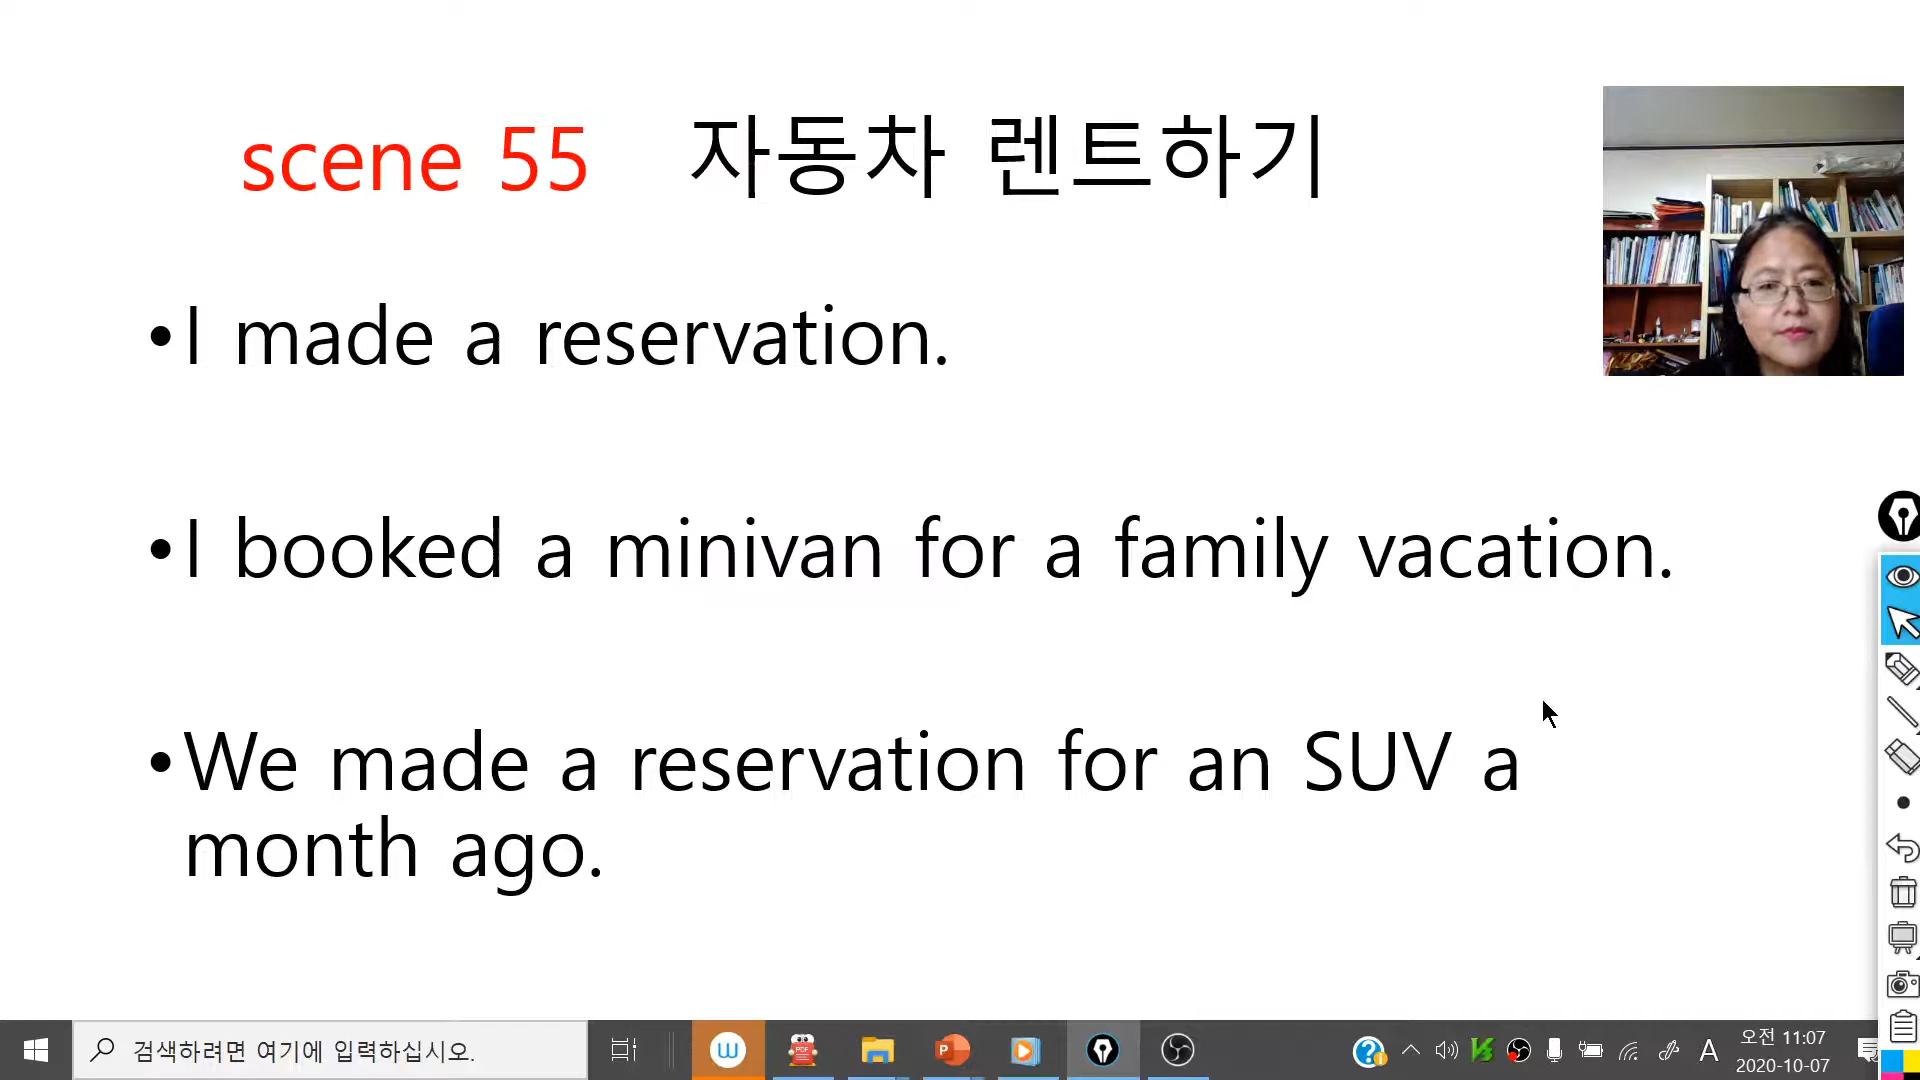 scene 55 자동차 렌트하기
•I made a reservation.
•I booked a minivan for a family vacation.
•We made a reservation for an SUV a
month ago.
검색하려면 여기에 입력하십시오.
오전 11:07
2020-10-07
A
W
P
PDF